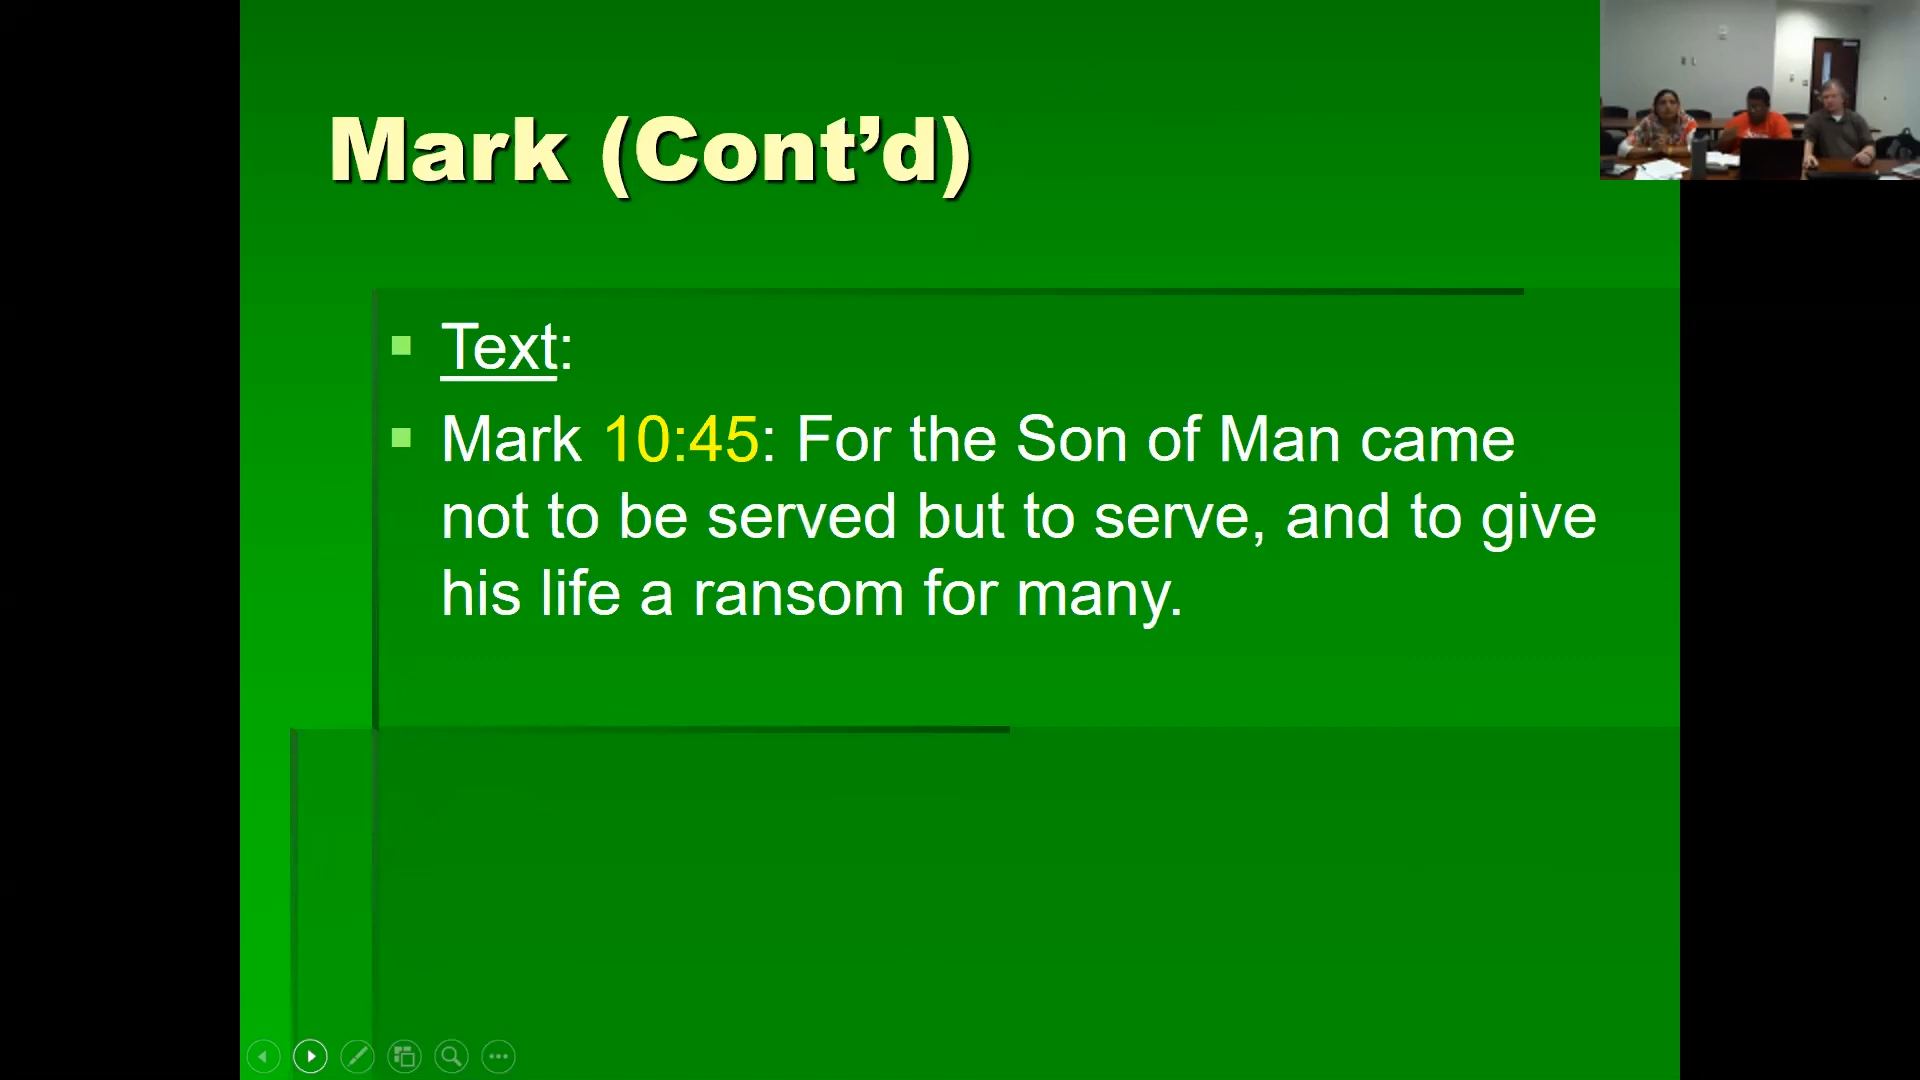 Mark (Cont’d)
Text:
Mark 10:45: For the Son of Man came
not to be served but to serve, and to give
his life a ransom for many.